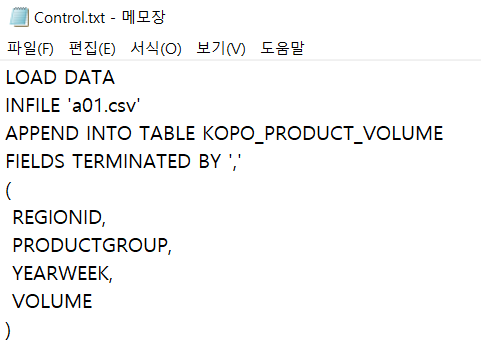 Control.txt - 메모장
파일(F) 편집(E) 서식(O) 보기(V) 도움말
LOAD DATA
INFILE 'a01.csv'
APPEND INTO TABLE KOPO_PRODUCT_VOLUME
FIELDS TERMINATED BY ','
(
REGIONID,
PRODUCTGROUP,
YEARWEEK,
VOLUME
)